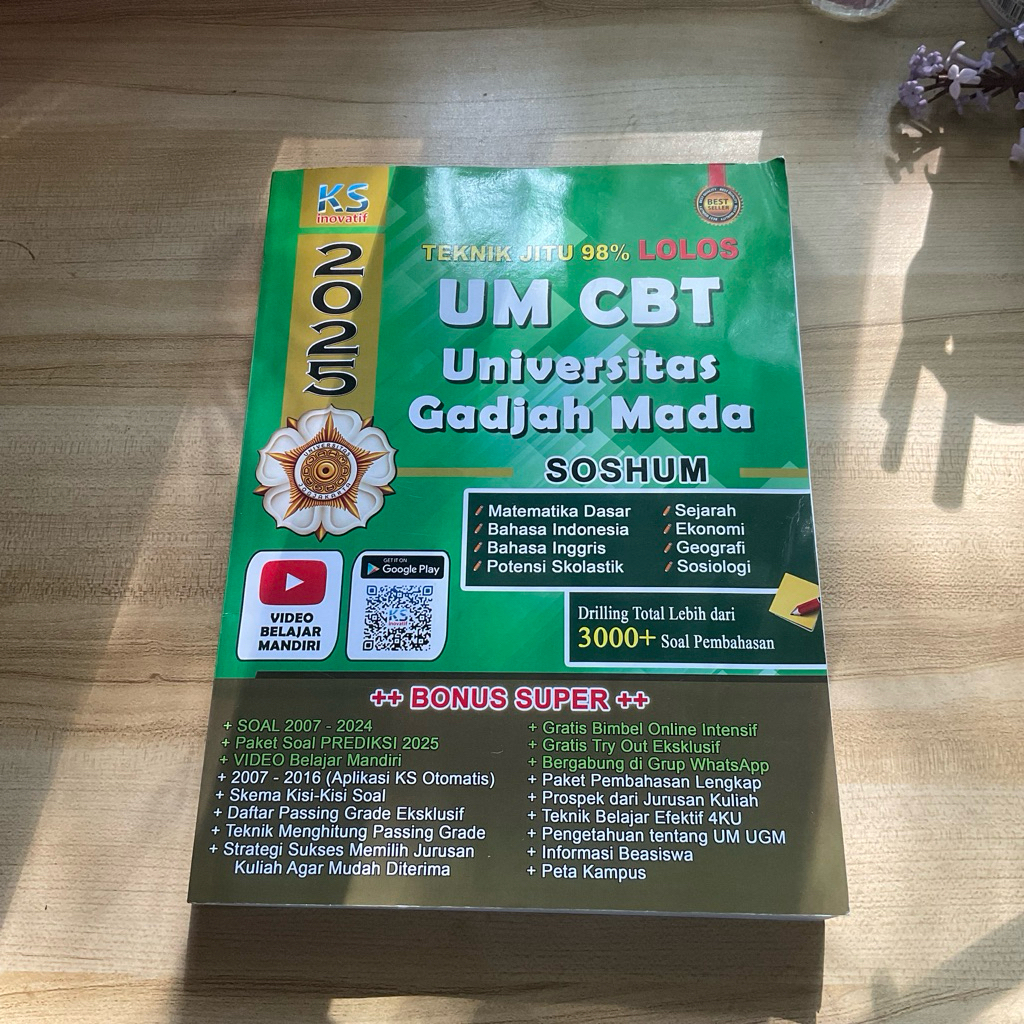 KS
inovatif
2025
BEST
SELLER
TEKNIK JITU 98% LOLOS
UM CBT
Universitas
Gadjah Mada
SOSHUM
Matematika Dasar
Bahasa Indonesia
Bahasa Inggris
Potensi Skolastik
Sejarah
Ekonomi
Geografi
Sosiologi
Drilling Total Lebih dari
3000+ Soal Pembahasan
VIDEO
BELAJAR
MANDIRI
GET IT ON
Google Play
KS
inovatif
++ BONUS SUPER ++
+ SOAL 2007 - 2024
+ Paket Soal PREDIKSI 2025
+ VIDEO Belajar Mandiri
+ 2007 - 2016 (Aplikasi KS Otomatis)
+ Skema Kisi-Kisi Soal
+ Daftar Passing Grade Eksklusif
+ Teknik Menghitung Passing Grade
+ Strategi Sukses Memilih Jurusan
Kuliah Agar Mudah Diterima
+ Gratis Bimbel Online Intensif
+ Gratis Try Out Eksklusif
+ Bergabung di Grup WhatsApp
+ Paket Pembahasan Lengkap
+ Prospek dari Jurusan Kuliah
+ Teknik Belajar Efektif 4KU
+ Pengetahuan tentang UM UGM
+ Informasi Beasiswa
+ Peta Kampus